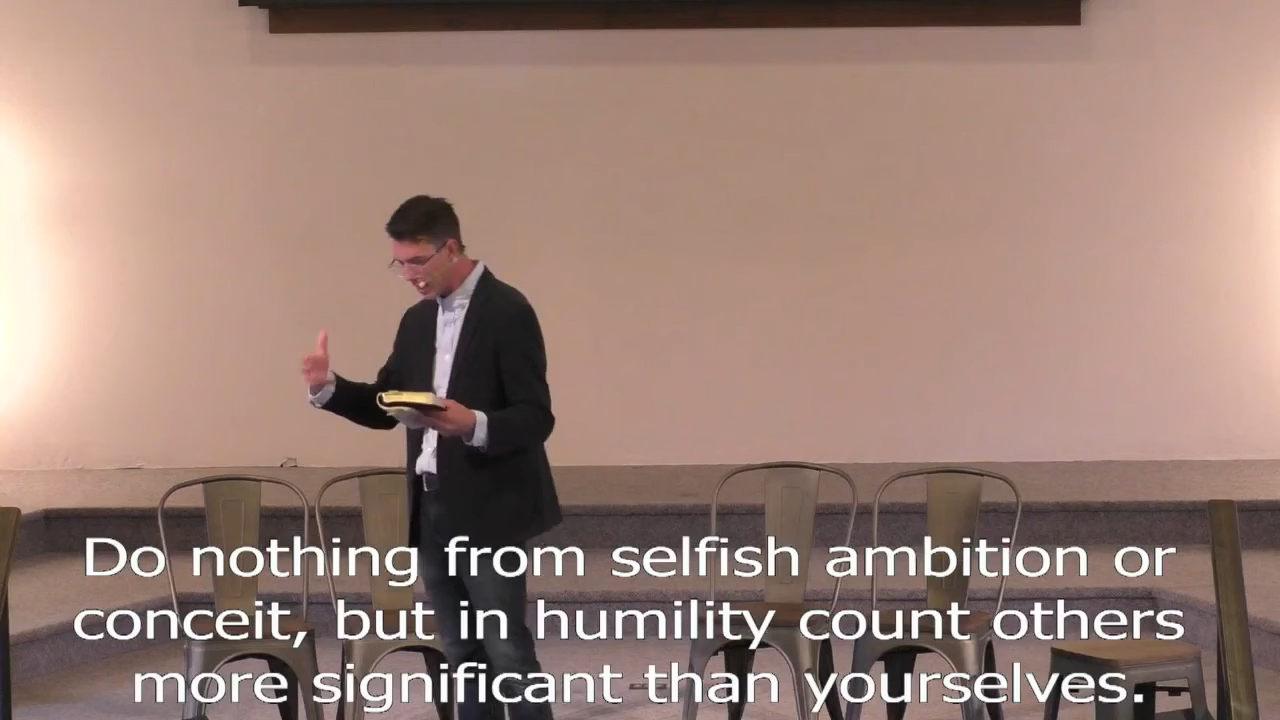 Do nothing from selfish ambition or
conceit, but in humility count others
more significant than yourselves.